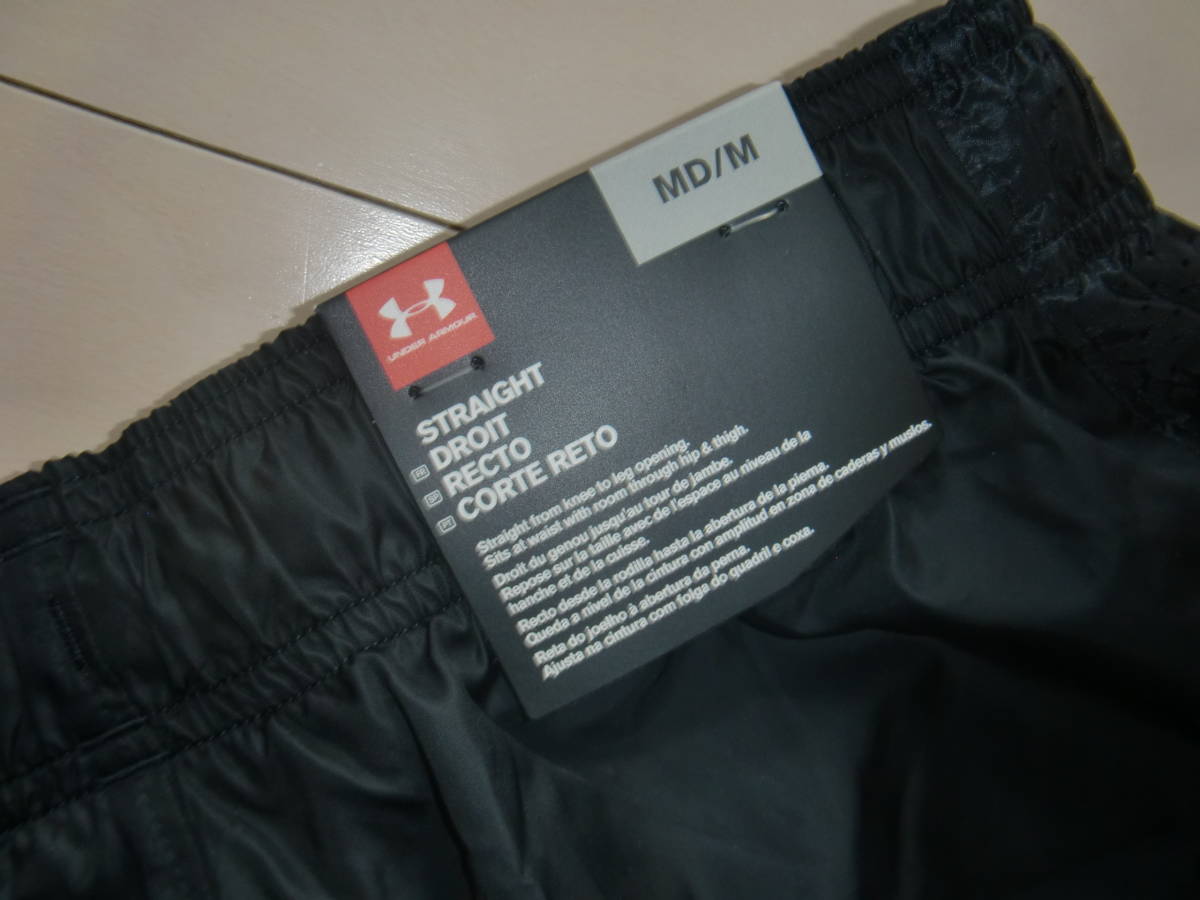 MD/M
UNDER ARMOUR
STRAIGHT
FR DROIT
SP RECTO
PT CORTE RETO
Straight from knee to leg opening.
Sits at waist with room through hip & thigh.
Droit du genou jusqu'au tour de jambe.
Repose sur la taille avec de l'espace au niveau de la
hanche et de la cuisse.
Recto desde la rodilla hasta la abertura de la pierna.
Queda a nivel de la cintura con amplitud en zona de caderas y muslos.
Reta do joelho à abertura da perna.
Ajusta na cintura com folga do quadril e coxa.